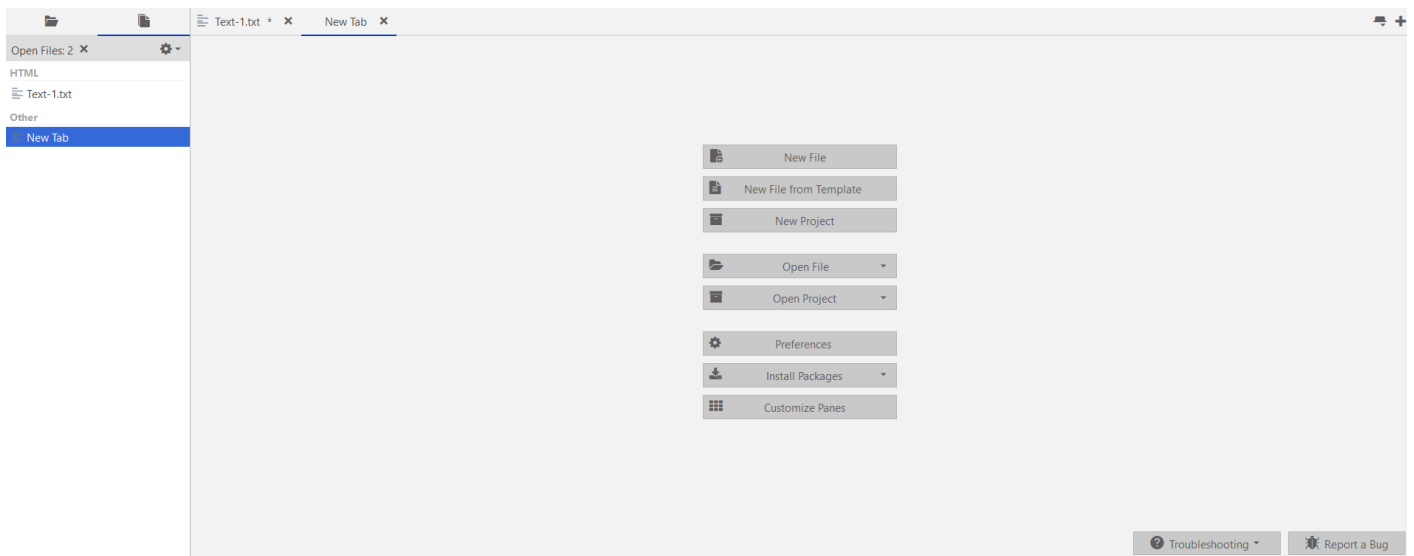 Text-1.txt *
New Tab
Open Files: 2
HTML
Text-1.txt
Other
New Tab
New File
New File from Template
New Project
Open File
Open Project
Preferences
Install Packages
Customize Panes
Troubleshooting
Report a Bug